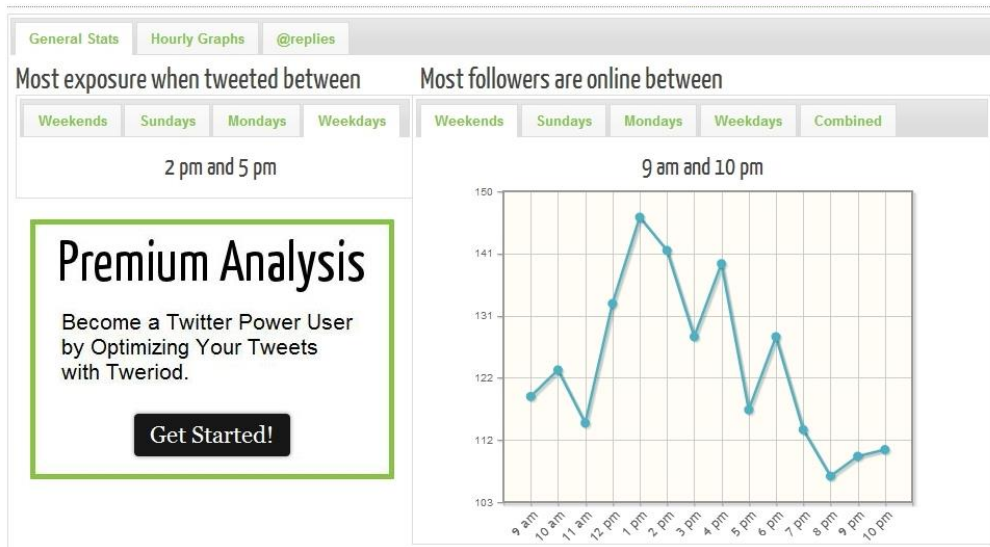 General Stats Hourly Graphs @replies
Most exposure when tweeted between
Weekends Sundays Mondays Weekdays
2 pm and 5 pm
Premium Analysis
Become a Twitter Power User
by Optimizing Your Tweets
with Tweriod.
Get Started!
Most followers are online between
Weekends Sundays Mondays Weekdays Combined
9 am and 10 pm
150
141
131
122
112
103
9 am 10 am 11 am 12 pm 1 pm 2 pm 3 pm 4 pm 5 pm 6 pm 7 pm 8 pm 9 pm 10 pm